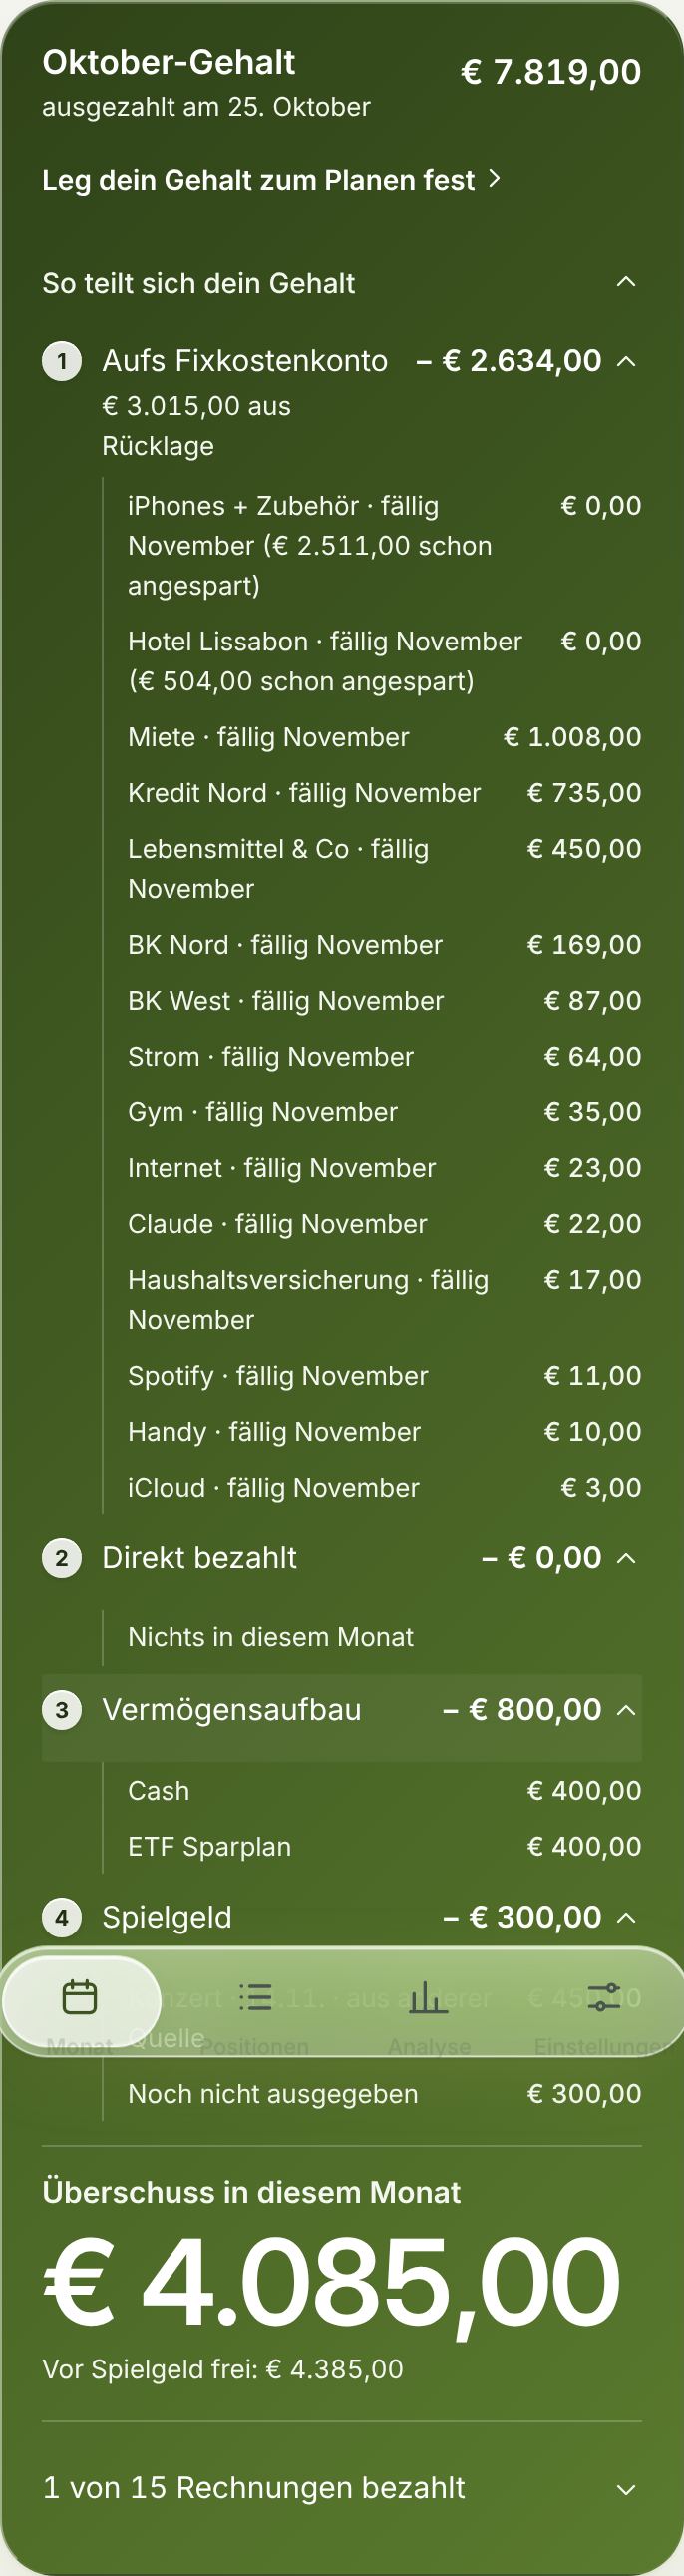 Oktober-Gehalt
€ 7.819,00
ausgezahlt am 25. Oktober
Leg dein Gehalt zum Planen fest
So teilt sich dein Gehalt
1 Aufs Fixkostenkonto – € 2.634,00
€ 3.015,00 aus
Rücklage
iPhones + Zubehör · fällig € 0,00
November (€ 2.511,00 schon
angespart)
Hotel Lissabon · fällig November € 0,00
(€ 504,00 schon angespart)
Miete · fällig November € 1.008,00
Kredit Nord · fällig November € 735,00
Lebensmittel & Co · fällig € 450,00
November
BK Nord · fällig November € 169,00
BK West · fällig November € 87,00
Strom · fällig November € 64,00
Gym · fällig November € 35,00
Internet · fällig November € 23,00
Claude · fällig November € 22,00
Haushaltsversicherung · fällig € 17,00
November
Spotify · fällig November € 11,00
Handy · fällig November € 10,00
iCloud · fällig November € 3,00
2 Direkt bezahlt – € 0,00
Nichts in diesem Monat
3 Vermögensaufbau – € 800,00
Cash € 400,00
ETF Sparplan € 400,00
4 Spielgeld – € 300,00
aus
Quelle
Monat Positionen Analyse
Noch nicht ausgegeben € 300,00
Überschuss in diesem Monat
€ 4.085,00
Vor Spielgeld frei: € 4.385,00
1 von 15 Rechnungen bezahlt